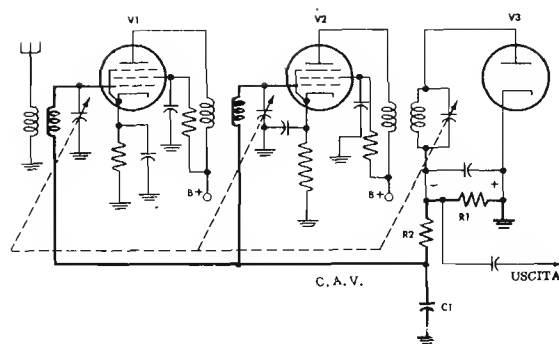 V1
V2
V3
B+
B+
-
+
R1
R2
C. A. V.
USCITA
C1